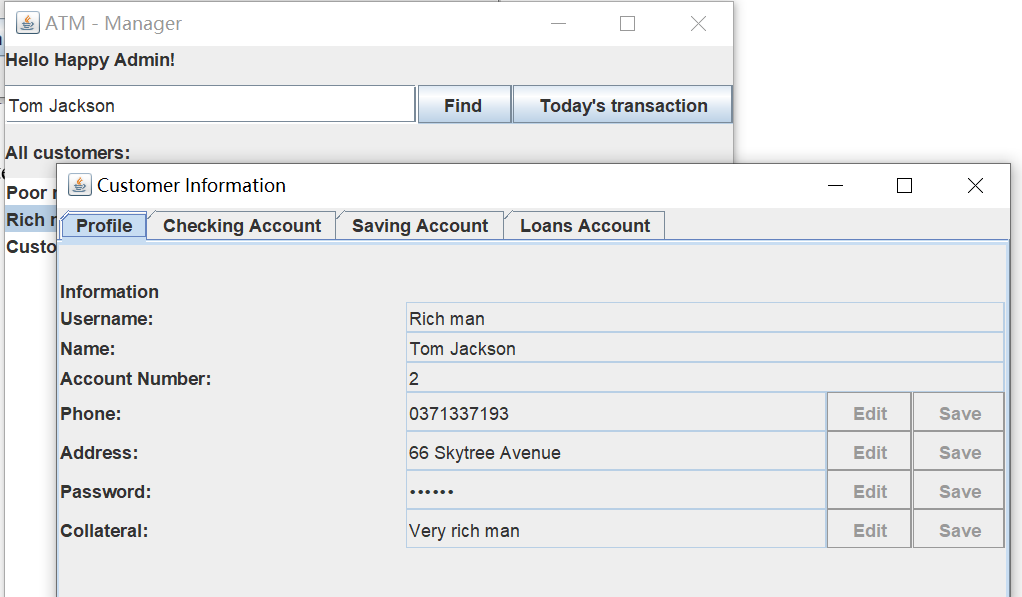 ATM - Manager
Hello Happy Admin!
Tom Jackson Find Today's transaction
All customers:
Poor
Rich
Customer Information
Profile Checking Account Saving Account Loans Account
Information
Username: Rich man
Name: Tom Jackson
Account Number: 2
Phone: 0371337193 Edit Save
Address: 66 Skytree Avenue Edit Save
Password: •••••• Edit Save
Collateral: Very rich man Edit Save